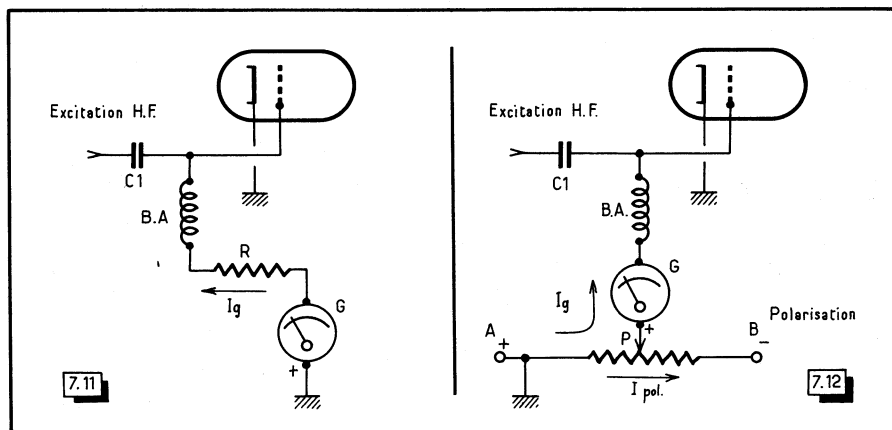 Excitation H.F.
C1
B.A
R
Ig
G
+
7.11
Excitation H.F.
C1
B.A.
G
Ig
+
Polarisation
A
+
P
B
-
I pol.
7.12